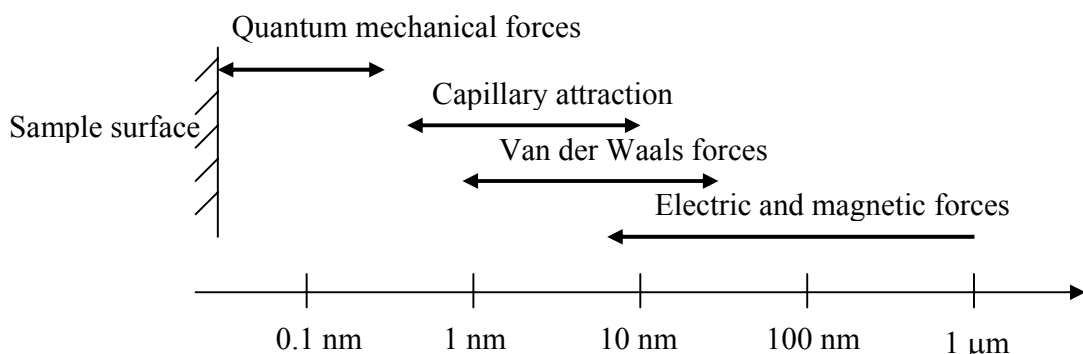 Quantum mechanical forces
Capillary attraction
Sample surface
Van der Waals forces
Electric and magnetic forces
0.1 nm 1 nm 10 nm 100 nm 1 μm